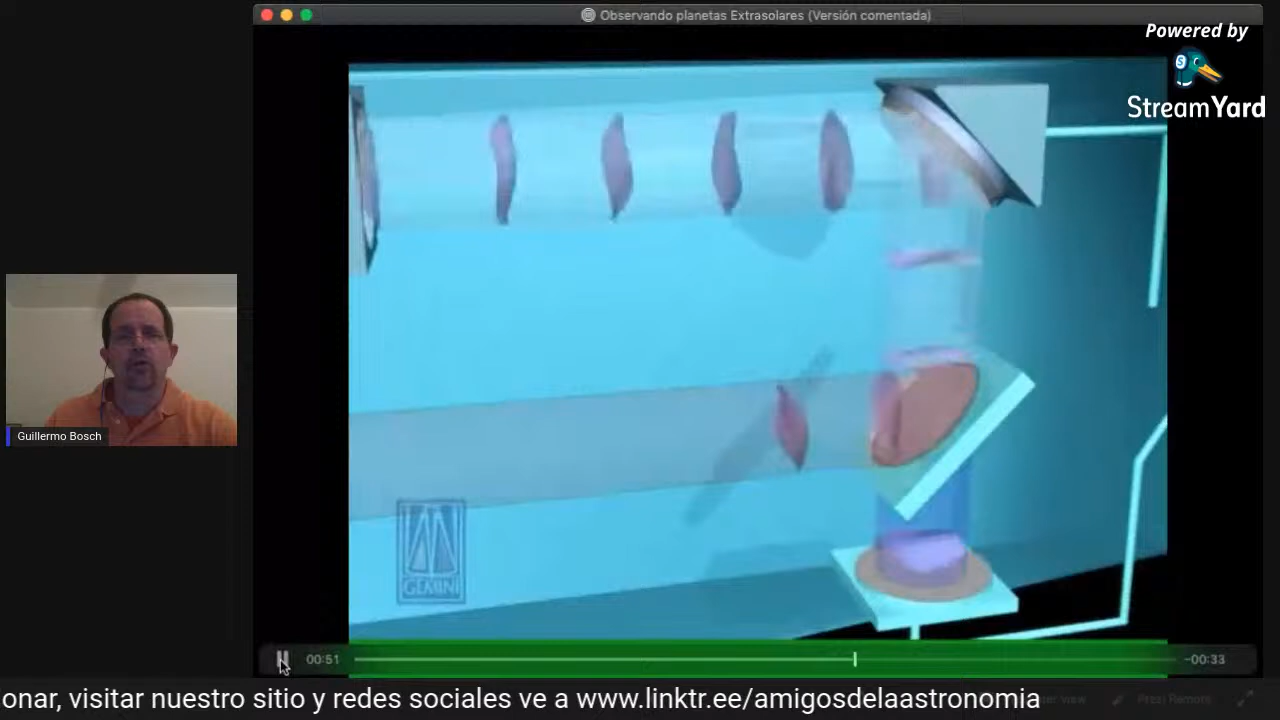 Observando planetas Extrasolares (Versión comentada)
Powered by
StreamYard
Guillermo Bosch
GEMINI
00:51
-00:33
onar, visitar nuestro sitio y redes sociales ve a www.linktr.ee/amigosdelaastronomia